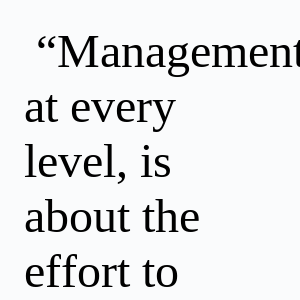 “Management
at every
level, is
about the
effort to